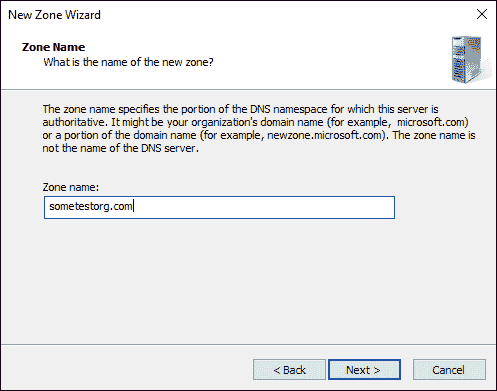 New Zone Wizard
Zone Name
What is the name of the new zone?
The zone name specifies the portion of the DNS namespace for which this server is
authoritative. It might be your organization's domain name (for example, microsoft.com)
or a portion of the domain name (for example, newzone.microsoft.com). The zone name is
not the name of the DNS server.
Zone name:
sometestorg.com
< Back
Next >
Cancel